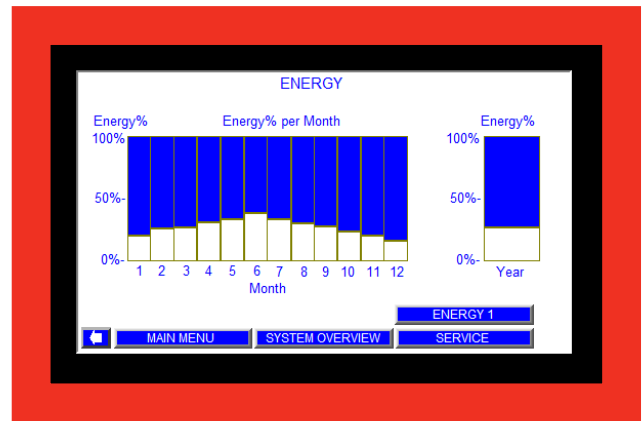 ENERGY
Energy% Energy% per Month Energy%
100% 100%
50%- 50%-
0%- 0%-
1 2 3 4 5 6 7 8 9 10 11 12 Year
Month
ENERGY 1
MAIN MENU SYSTEM OVERVIEW SERVICE